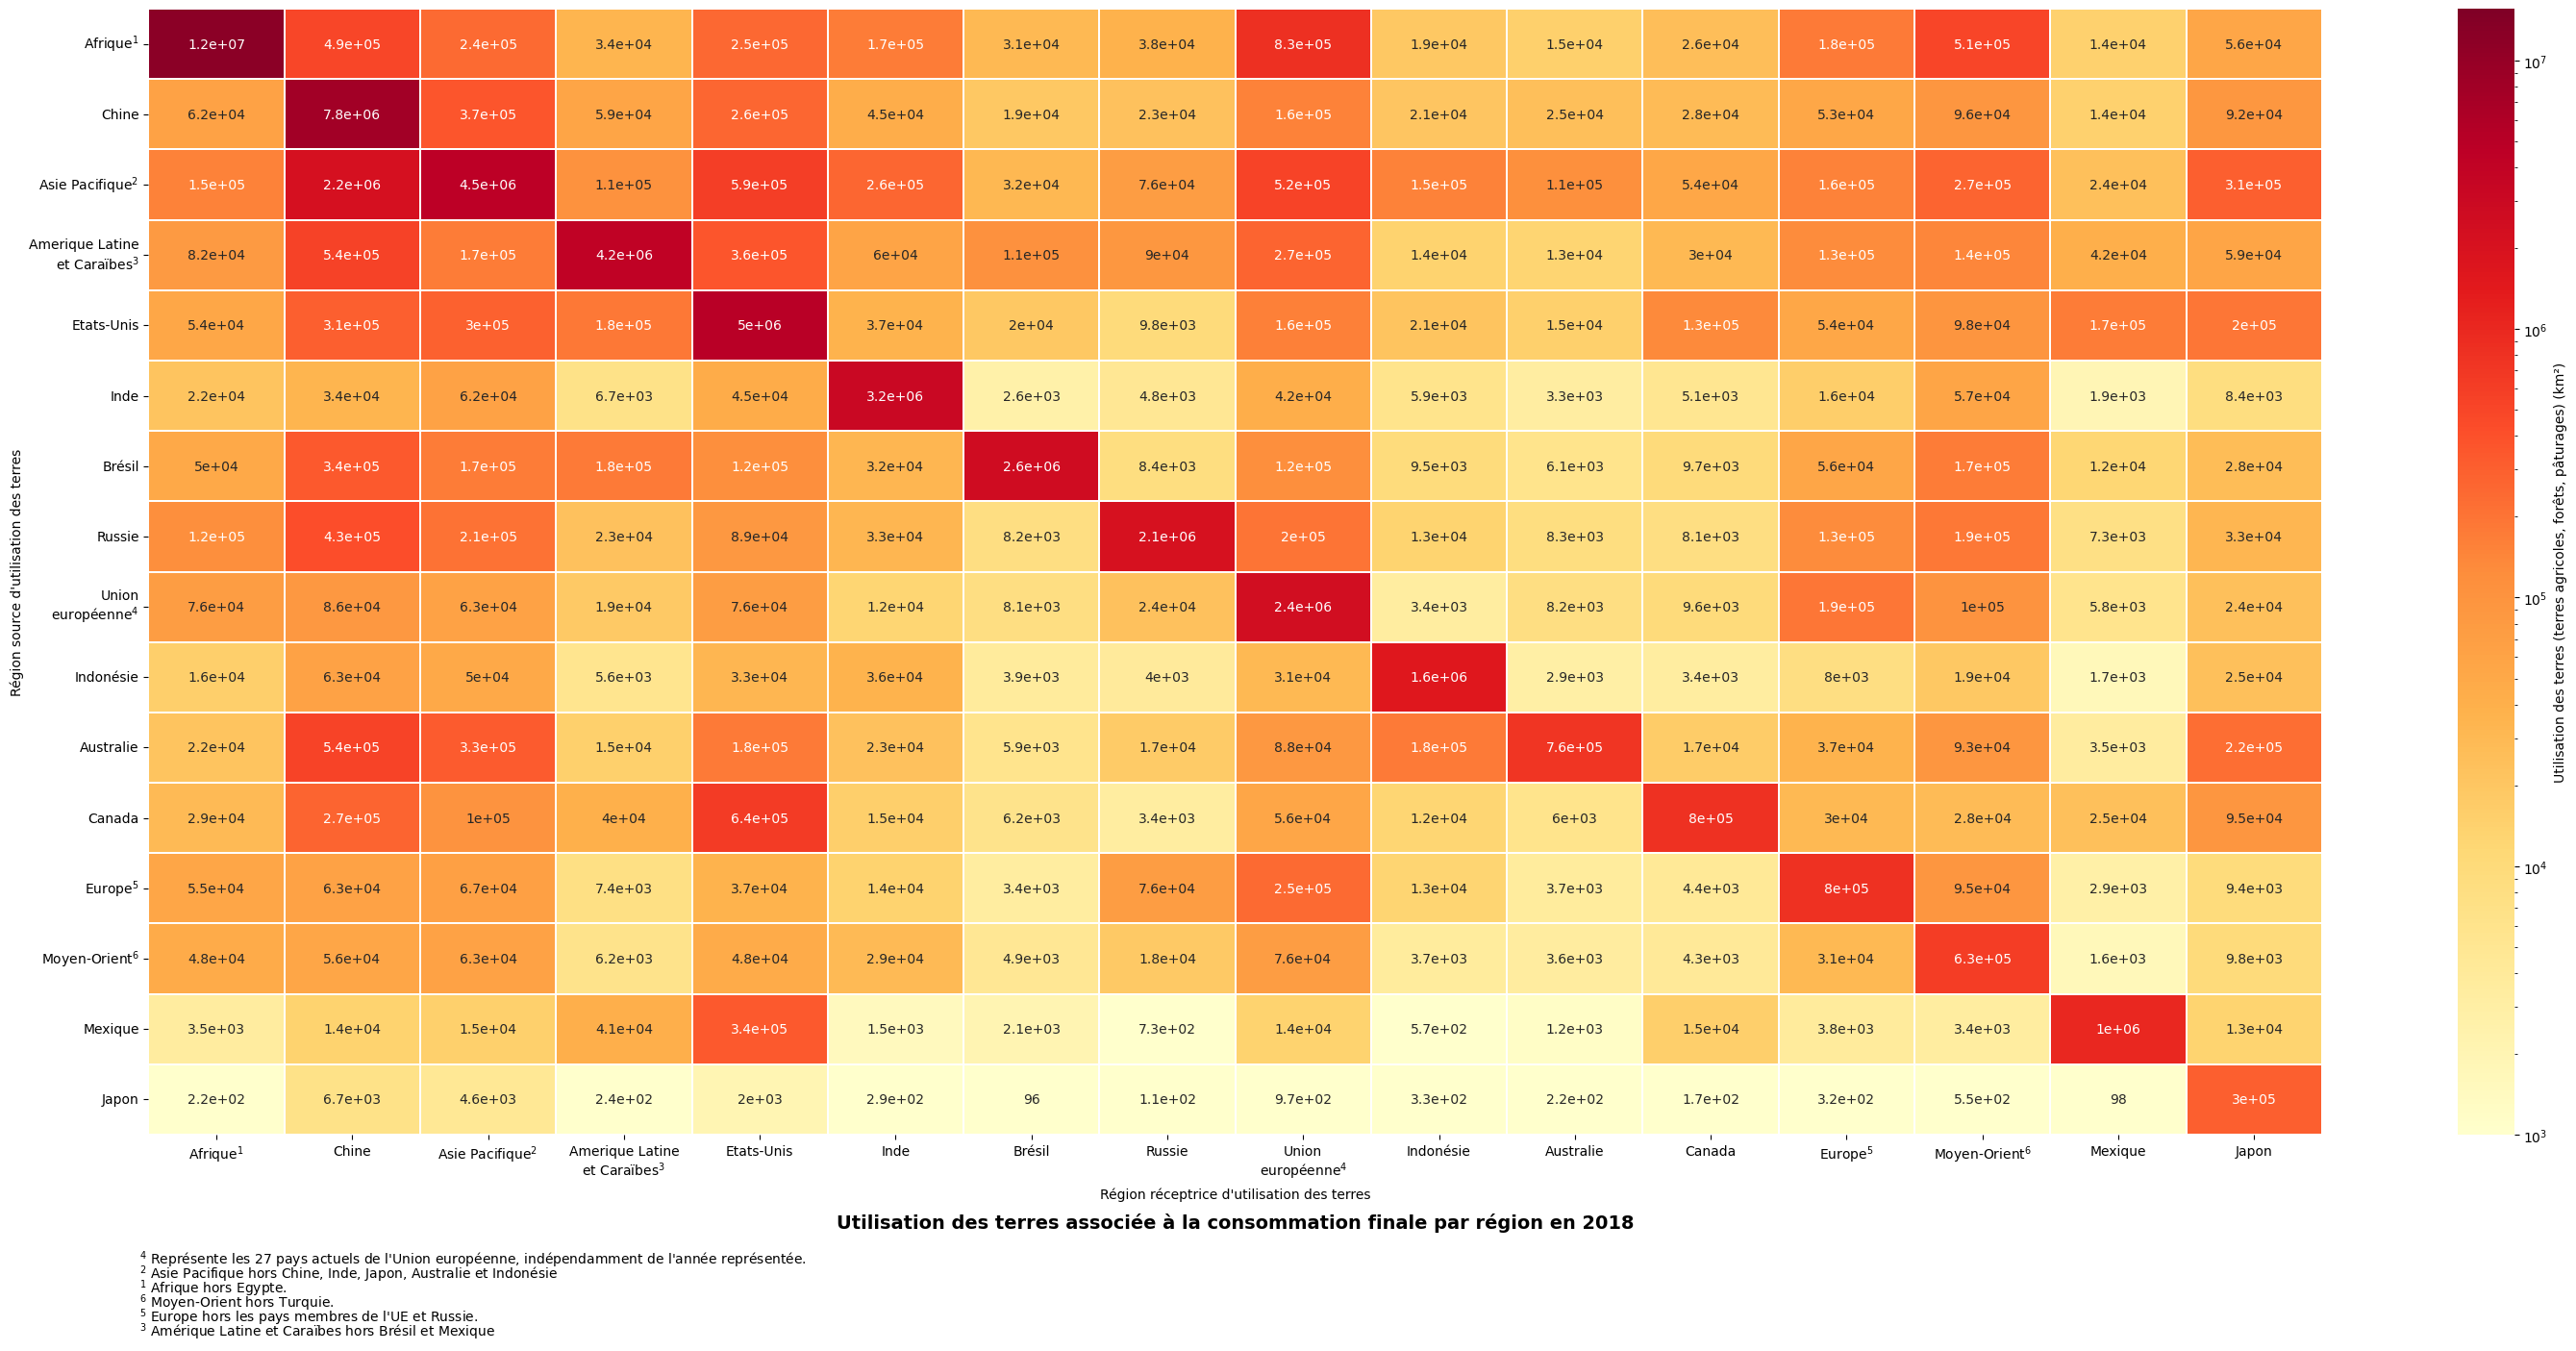 Afrique¹ 1.2e+07 4.9e+05 2.4e+05 3.4e+04 2.5e+05 1.7e+05 3.1e+04 3.8e+04 8.3e+05 1.9e+04 1.5e+04 2.6e+04 1.8e+05 5.1e+05 1.4e+04 5.6e+04
Chine 6.2e+04 7.8e+06 3.7e+05 5.9e+04 2.6e+05 4.5e+04 1.9e+04 2.3e+04 1.6e+05 2.1e+04 2.5e+04 2.8e+04 5.3e+04 9.6e+04 1.4e+04 9.2e+04
Asie Pacifique² 1.5e+05 2.2e+06 4.5e+06 1.1e+05 5.9e+05 2.6e+05 3.2e+04 7.6e+04 5.2e+05 1.5e+05 1.1e+05 5.4e+04 1.6e+05 2.7e+05 2.4e+04 3.1e+05
Amerique Latine
et Caraïbes³ 8.2e+04 5.4e+05 1.7e+05 4.2e+06 3.6e+05 6e+04 1.1e+05 9e+04 2.7e+05 1.4e+04 1.3e+04 3e+04 1.3e+05 1.4e+05 4.2e+04 5.9e+04
Etats-Unis 5.4e+04 3.1e+05 3e+05 1.8e+05 5e+06 3.7e+04 2e+04 9.8e+03 1.6e+05 2.1e+04 1.5e+04 1.3e+05 5.4e+04 9.8e+04 1.7e+05 2e+05
Inde 2.2e+04 3.4e+04 6.2e+04 6.7e+03 4.5e+04 3.2e+06 2.6e+03 4.8e+03 4.2e+04 5.9e+03 3.3e+03 5.1e+03 1.6e+04 5.7e+04 1.9e+03 8.4e+03
Brésil 5e+04 3.4e+05 1.7e+05 1.8e+05 1.2e+05 3.2e+04 2.6e+06 8.4e+03 1.2e+05 9.5e+03 6.1e+03 9.7e+03 5.6e+04 1.7e+05 1.2e+04 2.8e+04
Russie 1.2e+05 4.3e+05 2.1e+05 2.3e+04 8.9e+04 3.3e+04 8.2e+03 2.1e+06 2e+05 1.3e+04 8.3e+03 8.1e+03 1.3e+05 1.9e+05 7.3e+03 3.3e+04
Union
européenne⁴ 7.6e+04 8.6e+04 6.3e+04 1.9e+04 7.6e+04 1.2e+04 8.1e+03 2.4e+04 2.4e+06 3.4e+03 8.2e+03 9.6e+03 1.9e+05 1e+05 5.8e+03 2.4e+04
Indonésie 1.6e+04 6.3e+04 5e+04 5.6e+03 3.3e+04 3.6e+04 3.9e+03 4e+03 3.1e+04 1.6e+06 2.9e+03 3.4e+03 8e+03 1.9e+04 1.7e+03 2.5e+04
Australie 2.2e+04 5.4e+05 3.3e+05 1.5e+04 1.8e+05 2.3e+04 5.9e+03 1.7e+04 8.8e+04 1.8e+05 7.6e+05 1.7e+04 3.7e+04 9.3e+04 3.5e+03 2.2e+05
Canada 2.9e+04 2.7e+05 1e+05 4e+04 6.4e+05 1.5e+04 6.2e+03 3.4e+03 5.6e+04 1.2e+04 6e+03 8e+05 3e+04 2.8e+04 2.5e+04 9.5e+04
Europe⁵ 5.5e+04 6.3e+04 6.7e+04 7.4e+03 3.7e+04 1.4e+04 3.4e+03 7.6e+04 2.5e+05 1.3e+04 3.7e+03 4.4e+03 8e+05 9.5e+04 2.9e+03 9.4e+03
Moyen-Orient⁶ 4.8e+04 5.6e+04 6.3e+04 6.2e+03 4.8e+04 2.9e+04 4.9e+03 1.8e+04 7.6e+04 3.7e+03 3.6e+03 4.3e+03 3.1e+04 6.3e+05 1.6e+03 9.8e+03
Mexique 3.5e+03 1.4e+04 1.5e+04 4.1e+04 3.4e+05 1.5e+03 2.1e+03 7.3e+02 1.4e+04 5.7e+02 1.2e+03 1.5e+04 3.8e+03 3.4e+03 1e+06 1.3e+04
Japon 2.2e+02 6.7e+03 4.6e+03 2.4e+02 2e+03 2.9e+02 96 1.1e+02 9.7e+02 3.3e+02 2.2e+02 1.7e+02 3.2e+02 5.5e+02 98 3e+05
Afrique¹ Chine Asie Pacifique² Amerique Latine Etats-Unis Inde Brésil Russie Union Indonésie Australie Canada Europe⁵ Moyen-Orient⁶ Mexique Japon
et Caraïbes³ européenne⁴
Région source d'utilisation des terres
Région réceptrice d'utilisation des terres
10⁷
10⁶
10⁵
10⁴
10³
Utilisation des terres (terres agricoles, forêts, pâturages) (km²)
Utilisation des terres associée à la consommation finale par région en 2018
⁴ Représente les 27 pays actuels de l'Union européenne, indépendamment de l'année représentée.
² Asie Pacifique hors Chine, Inde, Japon, Australie et Indonésie
¹ Afrique hors Egypte.
⁶ Moyen-Orient hors Turquie.
⁵ Europe hors les pays membres de l'UE et Russie.
³ Amérique Latine et Caraïbes hors Brésil et Mexique